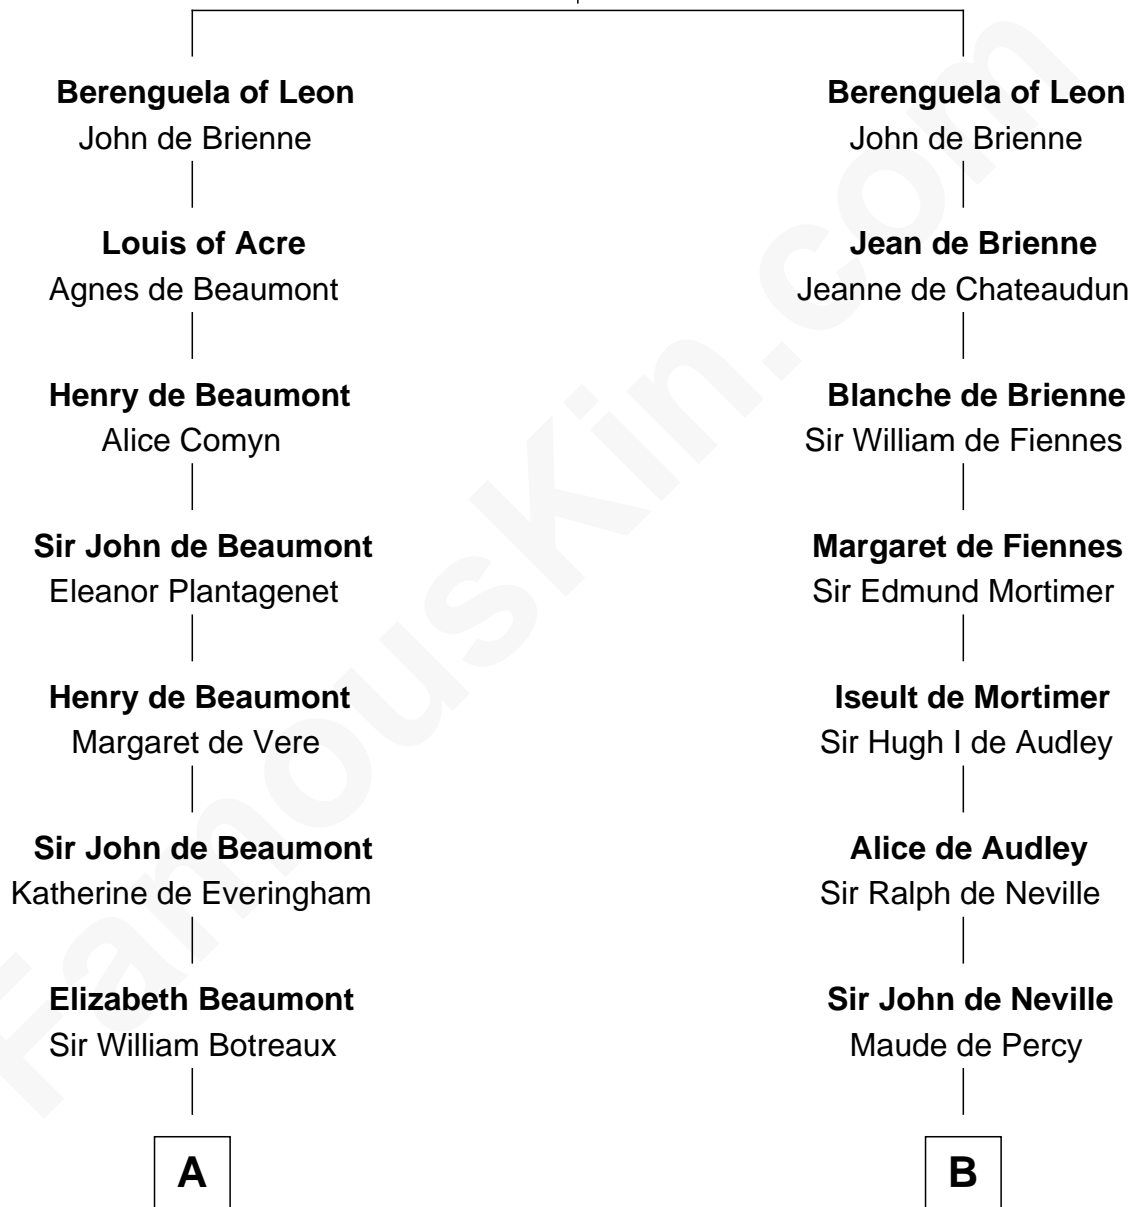 Berenguela of Leon
John de Brienne
Louis of Acre
Agnes de Beaumont
Henry de Beaumont
Alice Comyn
Sir John de Beaumont
Eleanor Plantagenet
Henry de Beaumont
Margaret de Vere
Sir John de Beaumont
Katherine de Everingham
Elizabeth Beaumont
Sir William Botreaux
A
Berenguela of Leon
John de Brienne
Jean de Brienne
Jeanne de Chateaudun
Blanche de Brienne
Sir William de Fiennes
Margaret de Fiennes
Sir Edmund Mortimer
Iseult de Mortimer
Sir Hugh I de Audley
Alice de Audley
Sir Ralph de Neville
Sir John de Neville
Maude de Percy
B
FamousKin.com